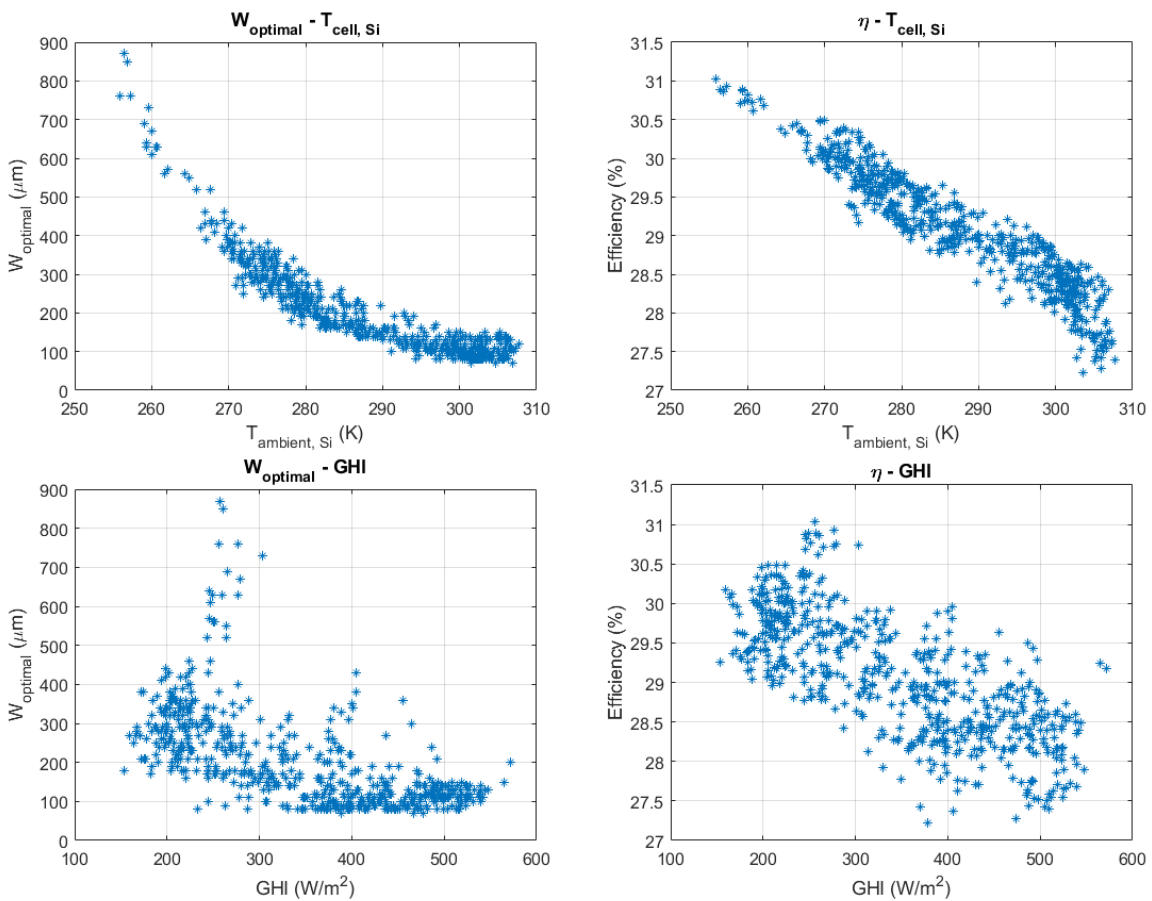 W_optimal - T_cell, Si
900
800
700
600
500
400
300
200
100
0
W_optimal (μm)
250 260 270 280 290 300 310
T_ambient, Si (K)
η - T_cell, Si
31.5
31
30.5
30
29.5
29
28.5
28
27.5
27
Efficiency (%)
250 260 270 280 290 300 310
T_ambient, Si (K)
W_optimal - GHI
900
800
700
600
500
400
300
200
100
0
W_optimal (μm)
100 200 300 400 500 600
GHI (W/m²)
η - GHI
31.5
31
30.5
30
29.5
29
28.5
28
27.5
27
Efficiency (%)
100 200 300 400 500 600
GHI (W/m²)